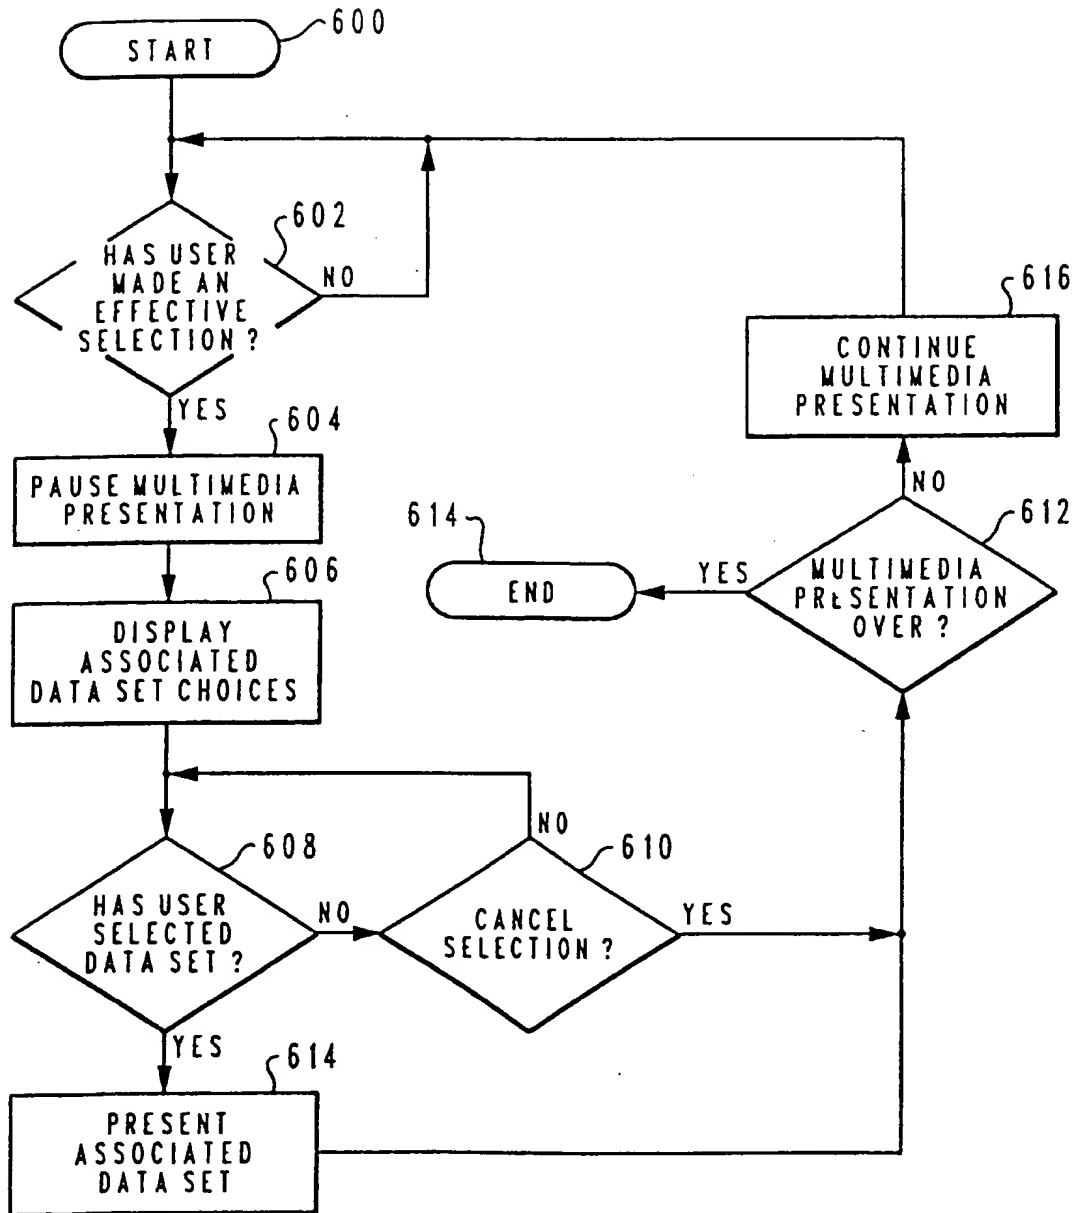 600
START
602
HAS USER
MADE AN
EFFECTIVE
SELECTION ?
NO
YES
604
PAUSE MULTIMEDIA
PRESENTATION
606
DISPLAY
ASSOCIATED
DATA SET CHOICES
608
HAS USER
SELECTED
DATA SET ?
NO
YES
610
CANCEL
SELECTION ?
NO
YES
614
PRESENT
ASSOCIATED
DATA SET
616
CONTINUE
MULTIMEDIA
PRESENTATION
NO
612
MULTIMEDIA
PRESENTATION
OVER ?
YES
614
END